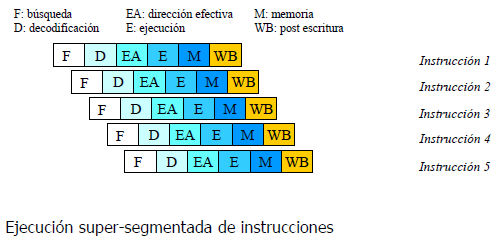 F: búsqueda EA: dirección efectiva M: memoria
D: decodificación E: ejecución WB: post escritura
F D EA E M WB Instrucción 1
F D EA E M WB Instrucción 2
F D EA E M WB Instrucción 3
F D EA E M WB Instrucción 4
F D EA E M WB Instrucción 5
Ejecución super-segmentada de instrucciones